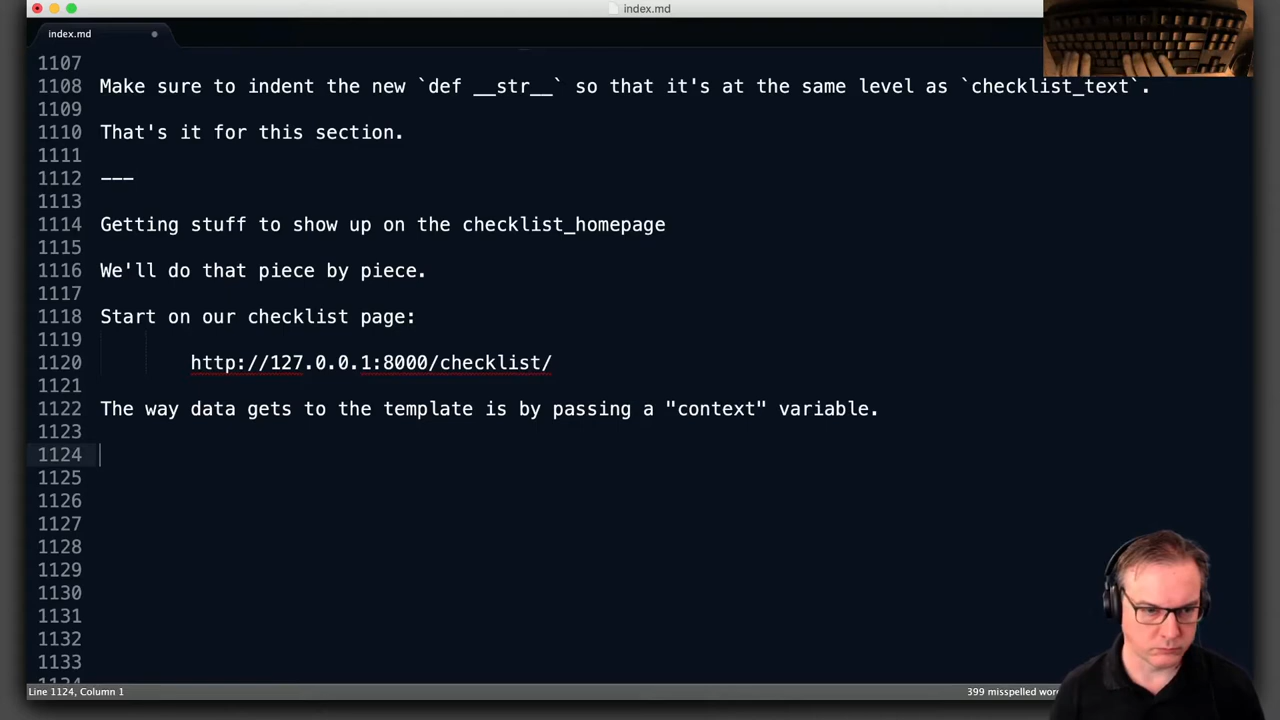 index.md
index.md
1107
1108 Make sure to indent the new `def __str__` so that it's at the same level as `checklist_text`.
1109
1110 That's it for this section.
1111
1112 ---
1113
1114 Getting stuff to show up on the checklist_homepage
1115
1116 We'll do that piece by piece.
1117
1118 Start on our checklist page:
1119
1120 http://127.0.0.1:8000/checklist/
1121
1122 The way data gets to the template is by passing a "context" variable.
1123
1124
1125
1126
1127
1128
1129
1130
1131
1132
1133
Line 1124, Column 1
399 misspelled